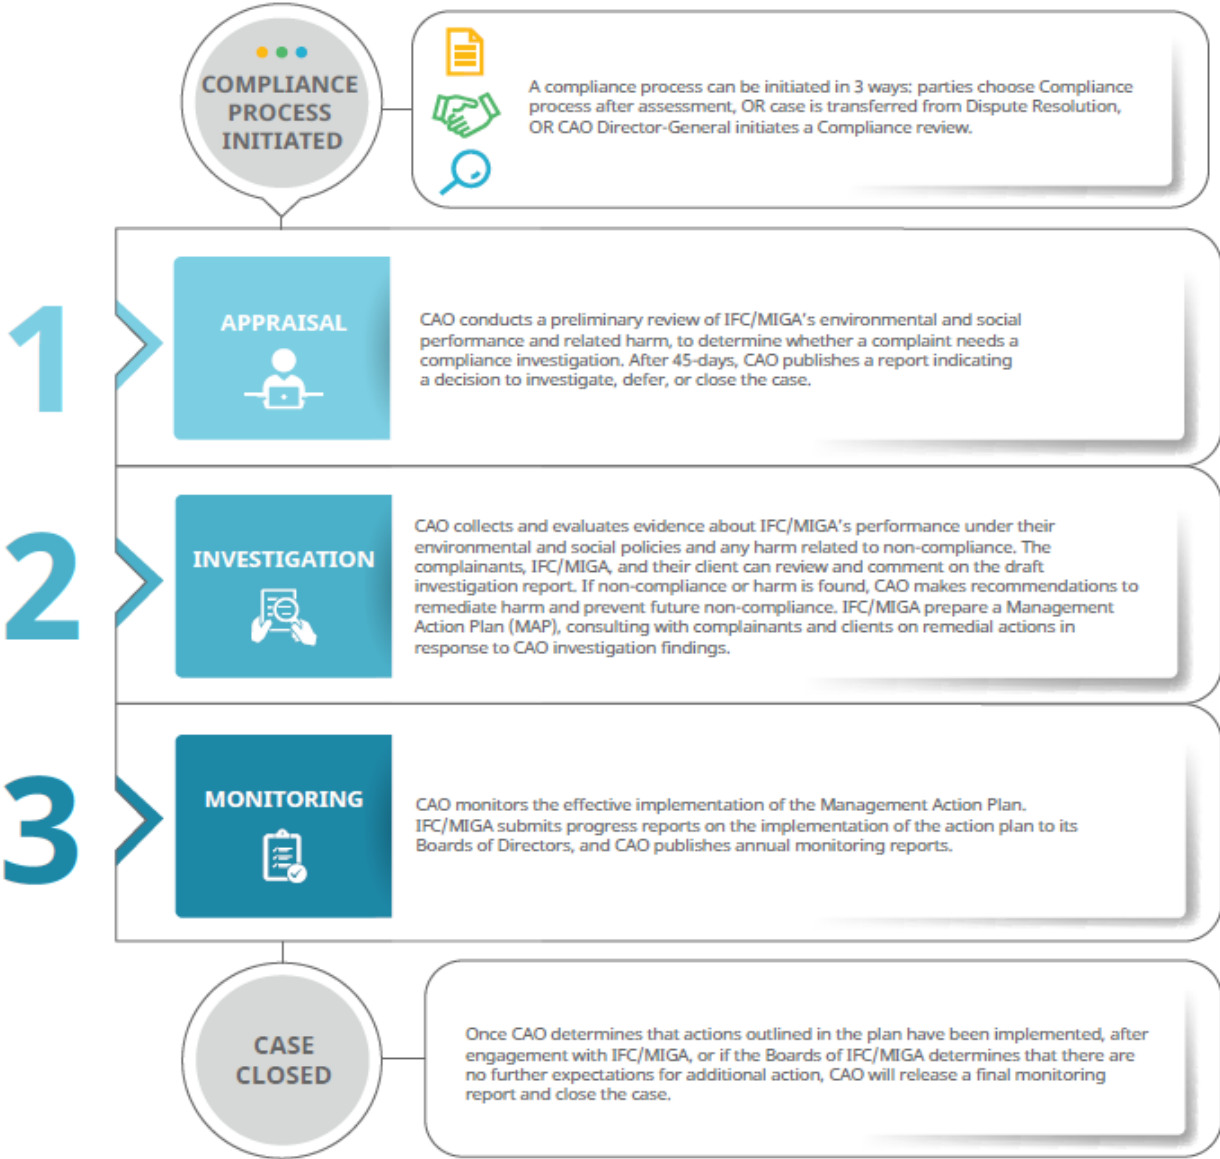 COMPLIANCE
PROCESS
INITIATED
A compliance process can be initiated in 3 ways: parties choose Compliance
process after assessment, OR case is transferred from Dispute Resolution,
OR CAO Director-General initiates a Compliance review.
1
APPRAISAL
CAO conducts a preliminary review of IFC/MIGA's environmental and social
performance and related harm, to determine whether a complaint needs a
compliance investigation. After 45-days, CAO publishes a report indicating
a decision to investigate, defer, or close the case.
2
INVESTIGATION
CAO collects and evaluates evidence about IFC/MIGA's performance under their
environmental and social policies and any harm related to non-compliance. The
complainants, IFC/MIGA, and their client can review and comment on the draft
investigation report. If non-compliance or harm is found, CAO makes recommendations to
remediate harm and prevent future non-compliance. IFC/MIGA prepare a Management
Action Plan (MAP), consulting with complainants and clients on remedial actions in
response to CAO investigation findings.
3
MONITORING
CAO monitors the effective implementation of the Management Action Plan.
IFC/MIGA submits progress reports on the implementation of the action plan to its
Boards of Directors, and CAO publishes annual monitoring reports.
CASE
CLOSED
Once CAO determines that actions outlined in the plan have been implemented, after
engagement with IFC/MIGA, or if the Boards of IFC/MIGA determines that there are
no further expectations for additional action, CAO will release a final monitoring
report and close the case.